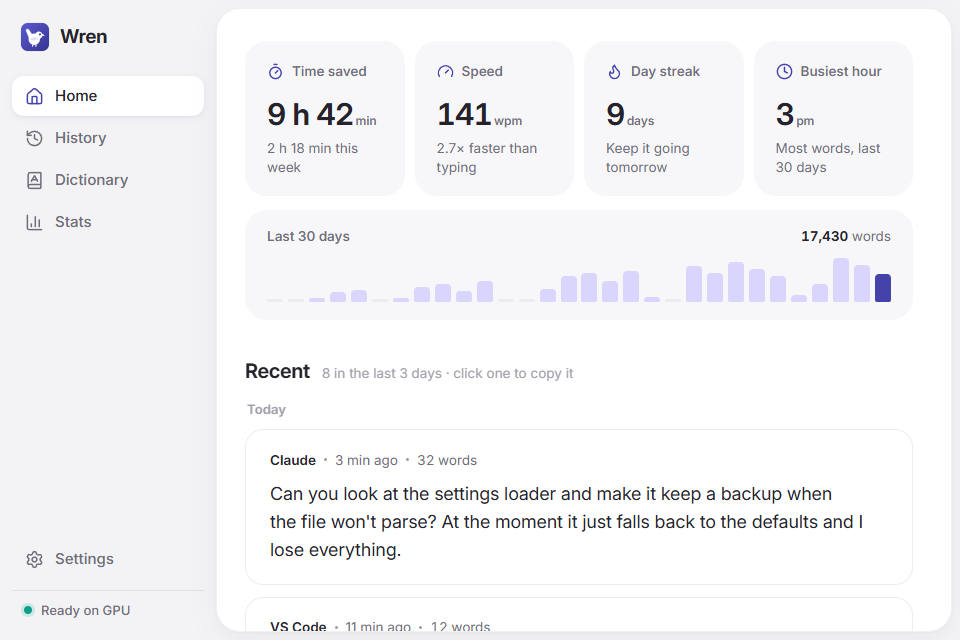 Wren
Home
History
Dictionary
Stats
Settings
Ready on GPU
Time saved
9 h 42 min
2 h 18 min this
week
Speed
141 wpm
2.7× faster than
typing
Day streak
9 days
Keep it going
tomorrow
Busiest hour
3 pm
Most words, last
30 days
Last 30 days
17,430 words
Recent 8 in the last 3 days · click one to copy it
Today
Claude · 3 min ago · 32 words
Can you look at the settings loader and make it keep a backup when
the file won't parse? At the moment it just falls back to the defaults and I
lose everything.
VS Code · 11 min ago · 12 words